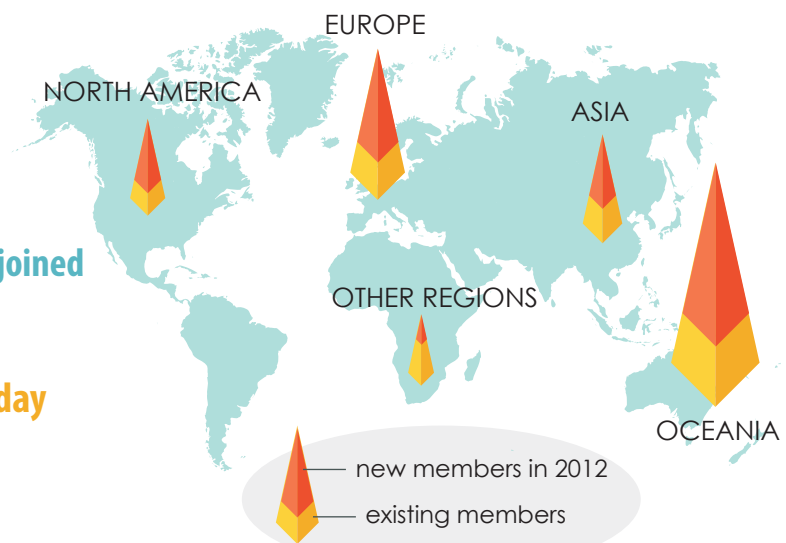 EUROPE
NORTH AMERICA
ASIA
joined
OTHER REGIONS
day
OCEANIA
new members in 2012
existing members